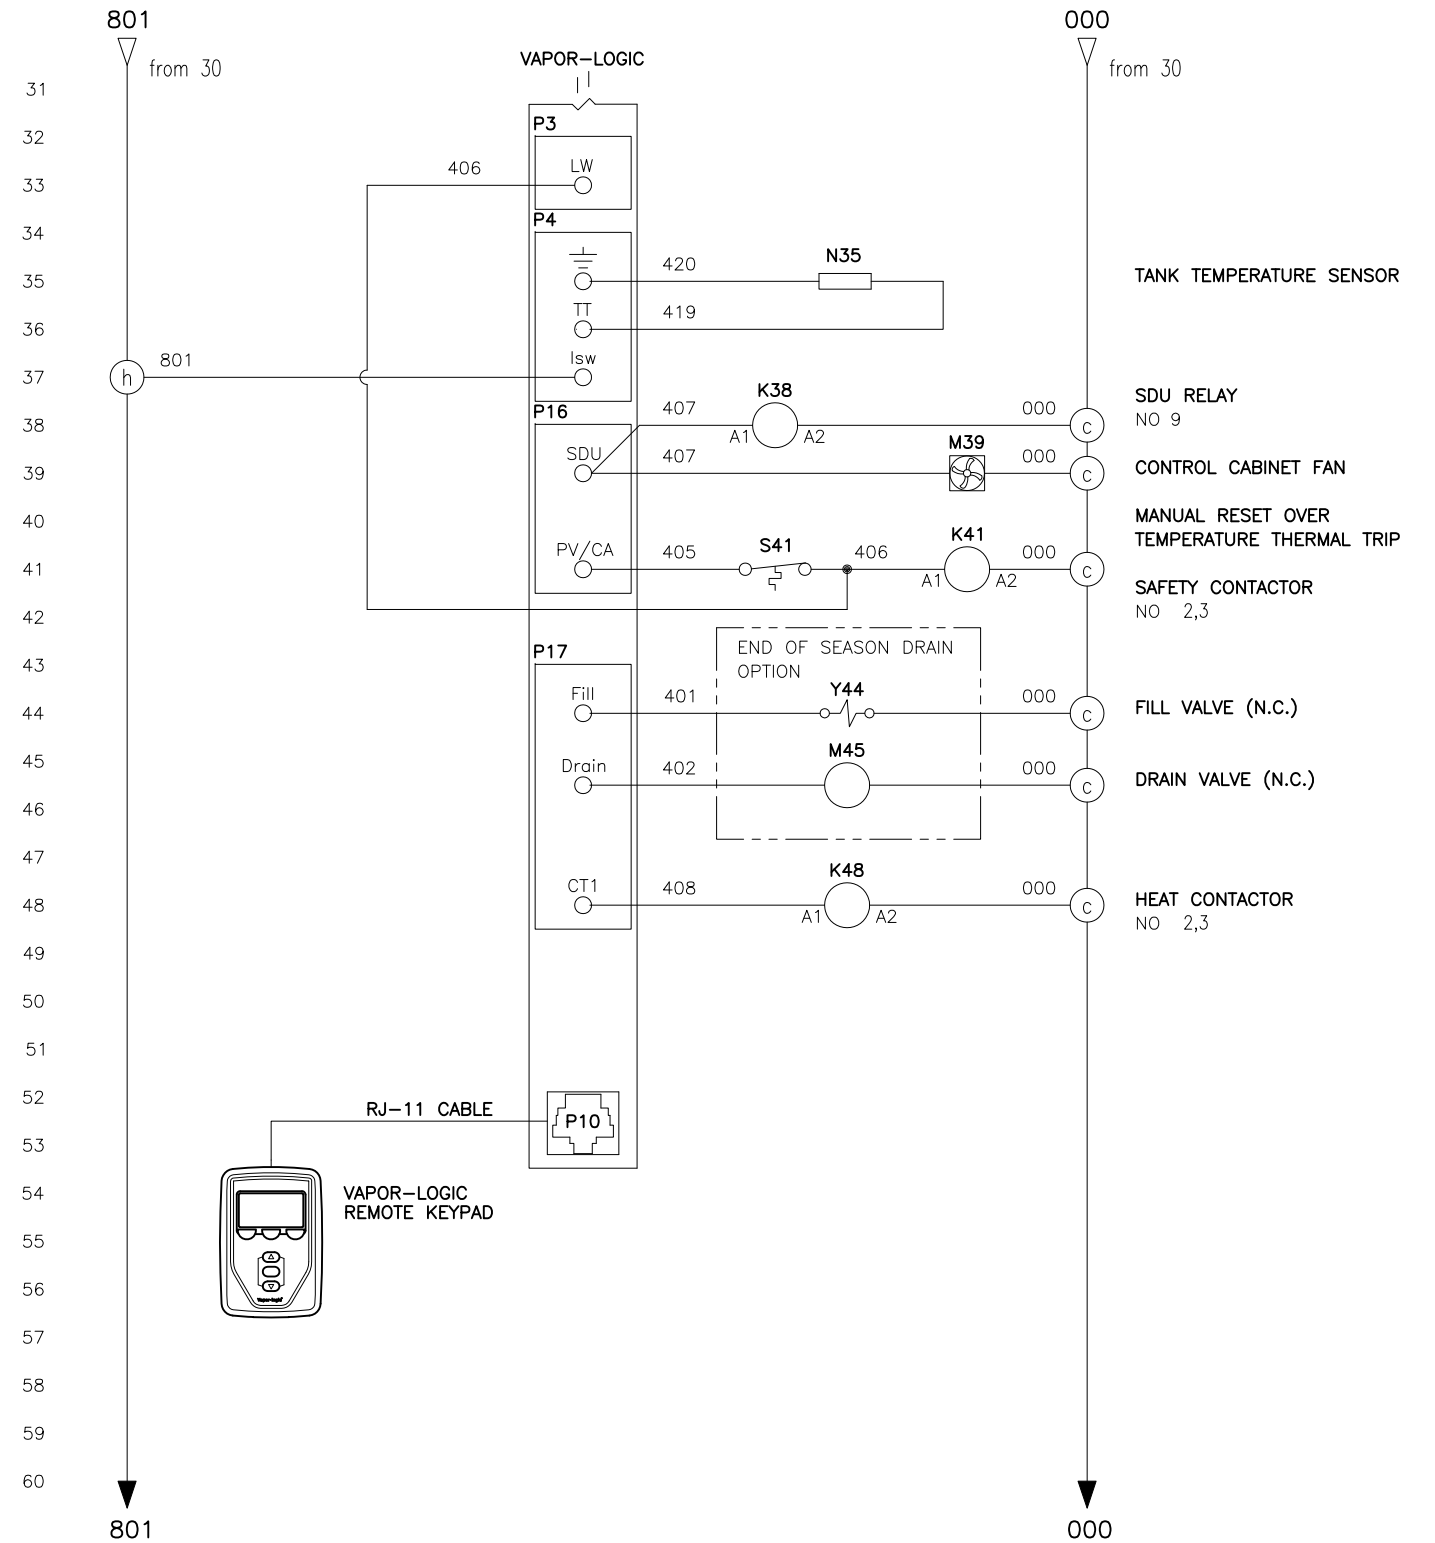 801
000
from 30
from 30
VAPOR-LOGIC
31
P3
32
LW
406
33
P4
34
420
N35
35
TANK TEMPERATURE SENSOR
TT
419
36
Isw
801
h
37
P16
407
K38
000
SDU RELAY
38
A1
A2
c
NO 9
SDU
407
M39
000
39
c
CONTROL CABINET FAN
40
MANUAL RESET OVER
TEMPERATURE THERMAL TRIP
PV/CA
405
S41
406
K41
000
41
A1
A2
c
SAFETY CONTACTOR
NO 2,3
42
END OF SEASON DRAIN
OPTION
43
P17
Fill
401
Y44
000
44
c
FILL VALVE (N.C.)
45
Drain
402
M45
000
c
DRAIN VALVE (N.C.)
46
47
CT1
408
K48
000
48
A1
A2
c
HEAT CONTACTOR
NO 2,3
49
50
51
52
RJ-11 CABLE
P10
53
54
VAPOR-LOGIC
REMOTE KEYPAD
55
56
Vapor-logic
57
58
59
60
801
000